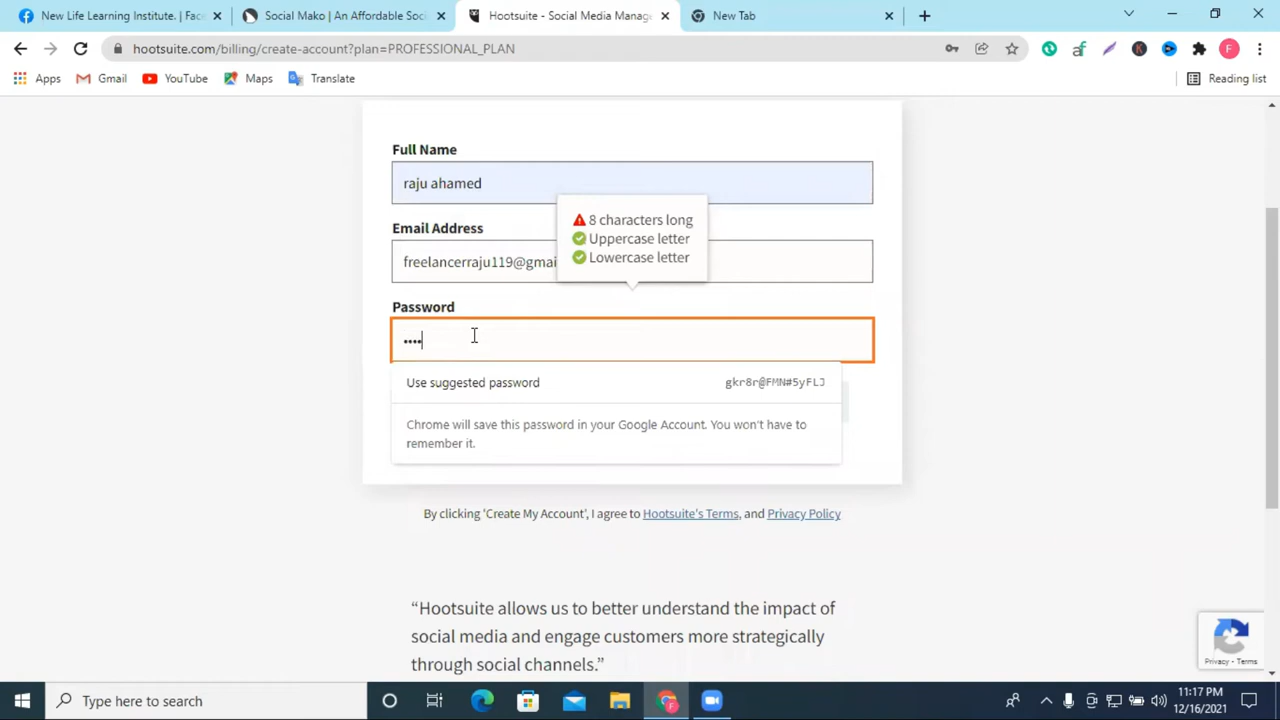 New Life Learning Institute. | Face
Social Mako | An Affordable Soci
Hootsuite - Social Media Manage
New Tab
hootsuite.com/billing/create-account?plan=PROFESSIONAL_PLAN
Apps
Gmail
YouTube
Maps
Translate
Reading list
Full Name
raju ahamed
8 characters long
Uppercase letter
Lowercase letter
Email Address
freelancerraju119@gmai
Password
••••
Use suggested password
gkr8r@FMN#5yFLJ
Chrome will save this password in your Google Account. You won't have to
remember it.
By clicking 'Create My Account', I agree to Hootsuite's Terms, and Privacy Policy
“Hootsuite allows us to better understand the impact of
social media and engage customers more strategically
through social channels.”
Privacy - Terms
Type here to search
11:17 PM
12/16/2021